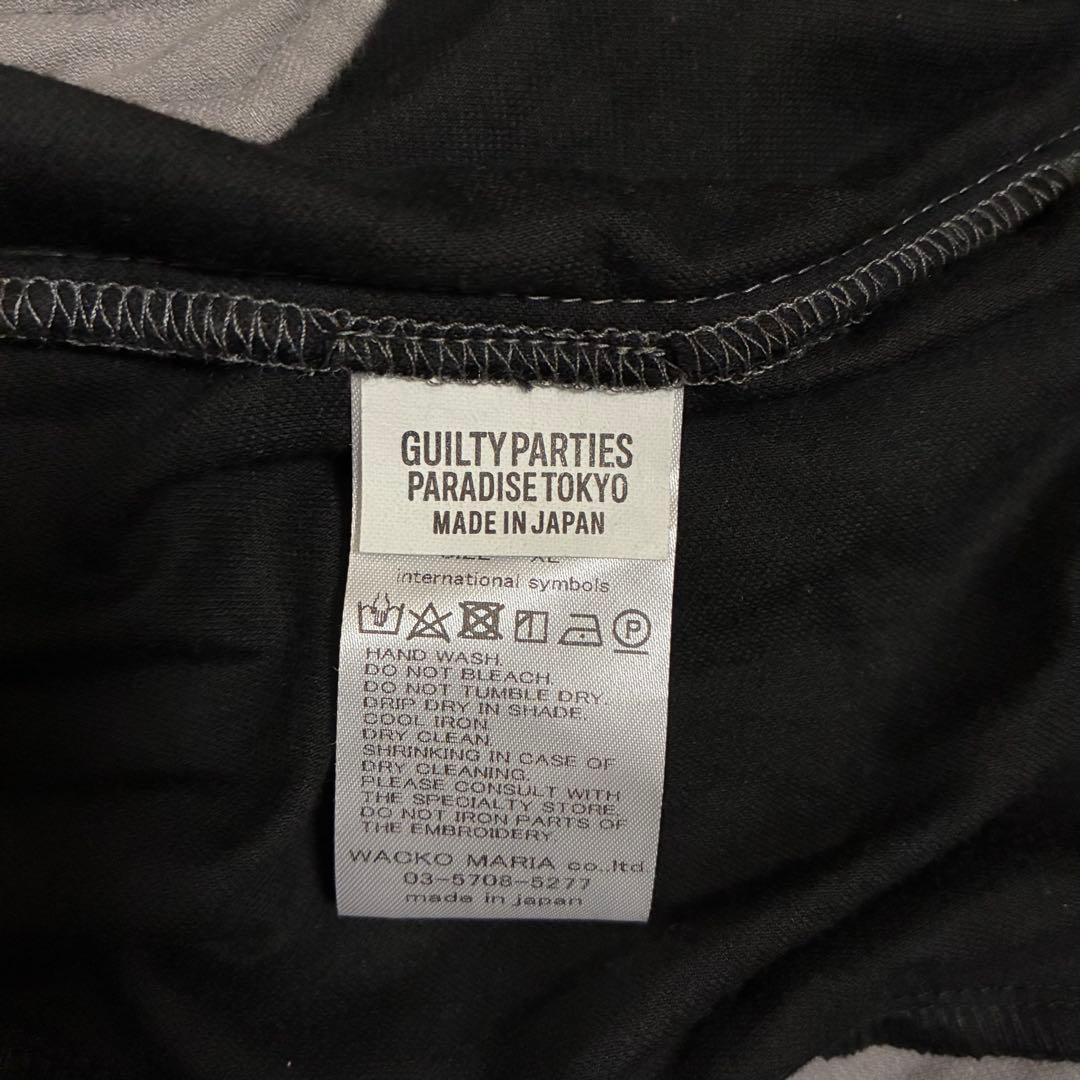 GUILTY PARTIES
PARADISE TOKYO
MADE IN JAPAN
SIZE XL
international symbols
P
HAND WASH.
DO NOT BLEACH.
DO NOT TUMBLE DRY.
DRIP DRY IN SHADE.
COOL IRON.
DRY CLEAN.
SHRINKING IN CASE OF
DRY CLEANING.
PLEASE CONSULT WITH
THE SPECIALTY STORE.
DO NOT IRON PARTS OF
THE EMBROIDERY.
WACKO MARIA co.,ltd
03-5708-5277
made in japan